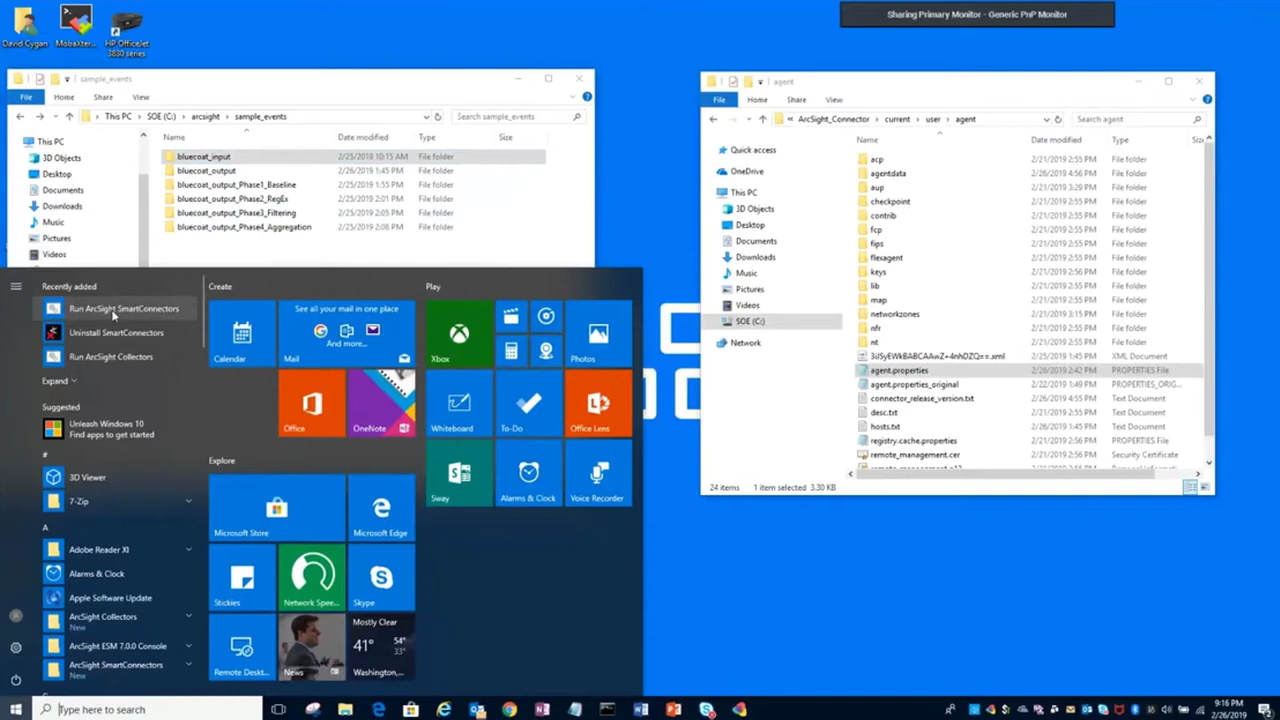 Sharing Primary Monitor - Generic PnP Monitor
David Cygan
MobaXter...
HP OfficeJet
3830 series
sample_events
File Home Share View
This PC SOE (C:) arcsight sample_events
Search sample_events
This PC
3D Objects
Desktop
Documents
Downloads
Music
Pictures
Videos
Name Date modified Type Size
bluecoat_input 2/25/2019 10:15 AM File folder
bluecoat_output 2/26/2019 1:45 PM File folder
bluecoat_output_Phase1_Baseline 2/25/2019 1:55 PM File folder
bluecoat_output_Phase2_RegEx 2/25/2019 2:01 PM File folder
bluecoat_output_Phase3_Filtering 2/25/2019 2:05 PM File folder
bluecoat_output_Phase4_Aggregation 2/25/2019 2:08 PM File folder
agent
File Home Share View
« ArcSight_Connector current user agent
Search agent
Quick access
OneDrive
This PC
3D Objects
Desktop
Documents
Downloads
Music
Pictures
Videos
SOE (C:)
Network
Name Date modified Type Siz
acp 2/21/2019 2:55 PM File folder
agentdata 2/26/2019 4:56 PM File folder
aup 2/21/2019 3:29 PM File folder
checkpoint 2/21/2019 2:55 PM File folder
contrib 2/21/2019 2:55 PM File folder
fcp 2/21/2019 2:55 PM File folder
fips 2/21/2019 2:55 PM File folder
flexagent 2/21/2019 2:55 PM File folder
keys 2/21/2019 2:55 PM File folder
lib 2/21/2019 2:55 PM File folder
map 2/21/2019 2:55 PM File folder
networkzones 2/21/2019 2:55 PM File folder
nfr 2/21/2019 2:55 PM File folder
nt 2/21/2019 2:55 PM File folder
2/25/2019 1:45 PM XML Document
agent.properties 2/26/2019 2:42 PM PROPERTIES File
agent.properties_original 2/22/2019 1:49 PM PROPERTIES_ORIG...
connector_release_version.txt 2/26/2019 4:55 PM Text Document
desc.txt 2/21/2019 2:55 PM Text Document
hosts.txt 2/26/2019 1:45 PM Text Document
registry.cache.properties 2/21/2019 2:56 PM PROPERTIES File
remote_management.cer 2/21/2019 2:56 PM Security Certificate
24 items 1 item selected 3.30 KB
Recently added
Run ArcSight SmartConnectors
Uninstall SmartConnectors
Run ArcSight Collectors
Expand
Suggested
Unleash Windows 10
Find apps to get started
#
3D Viewer
7-Zip
A
Adobe Reader XI
Alarms & Clock
Apple Software Update
ArcSight Collectors
New
ArcSight ESM 7.0.0 Console
ArcSight SmartConnectors
New
Create
Calendar
See all your mail in one place
And more...
Mail
Office
OneNote
Explore
Microsoft Store
Microsoft Edge
Stickies
Network Spee...
Skype
Remote Deskt...
News
Mostly Clear
41° 54°
33°
Washington,...
Play
Xbox
Photos
Whiteboard
To-Do
Office Lens
Sway
Alarms & Clock
Voice Recorder
Type here to search
9:16 PM
2/26/2019